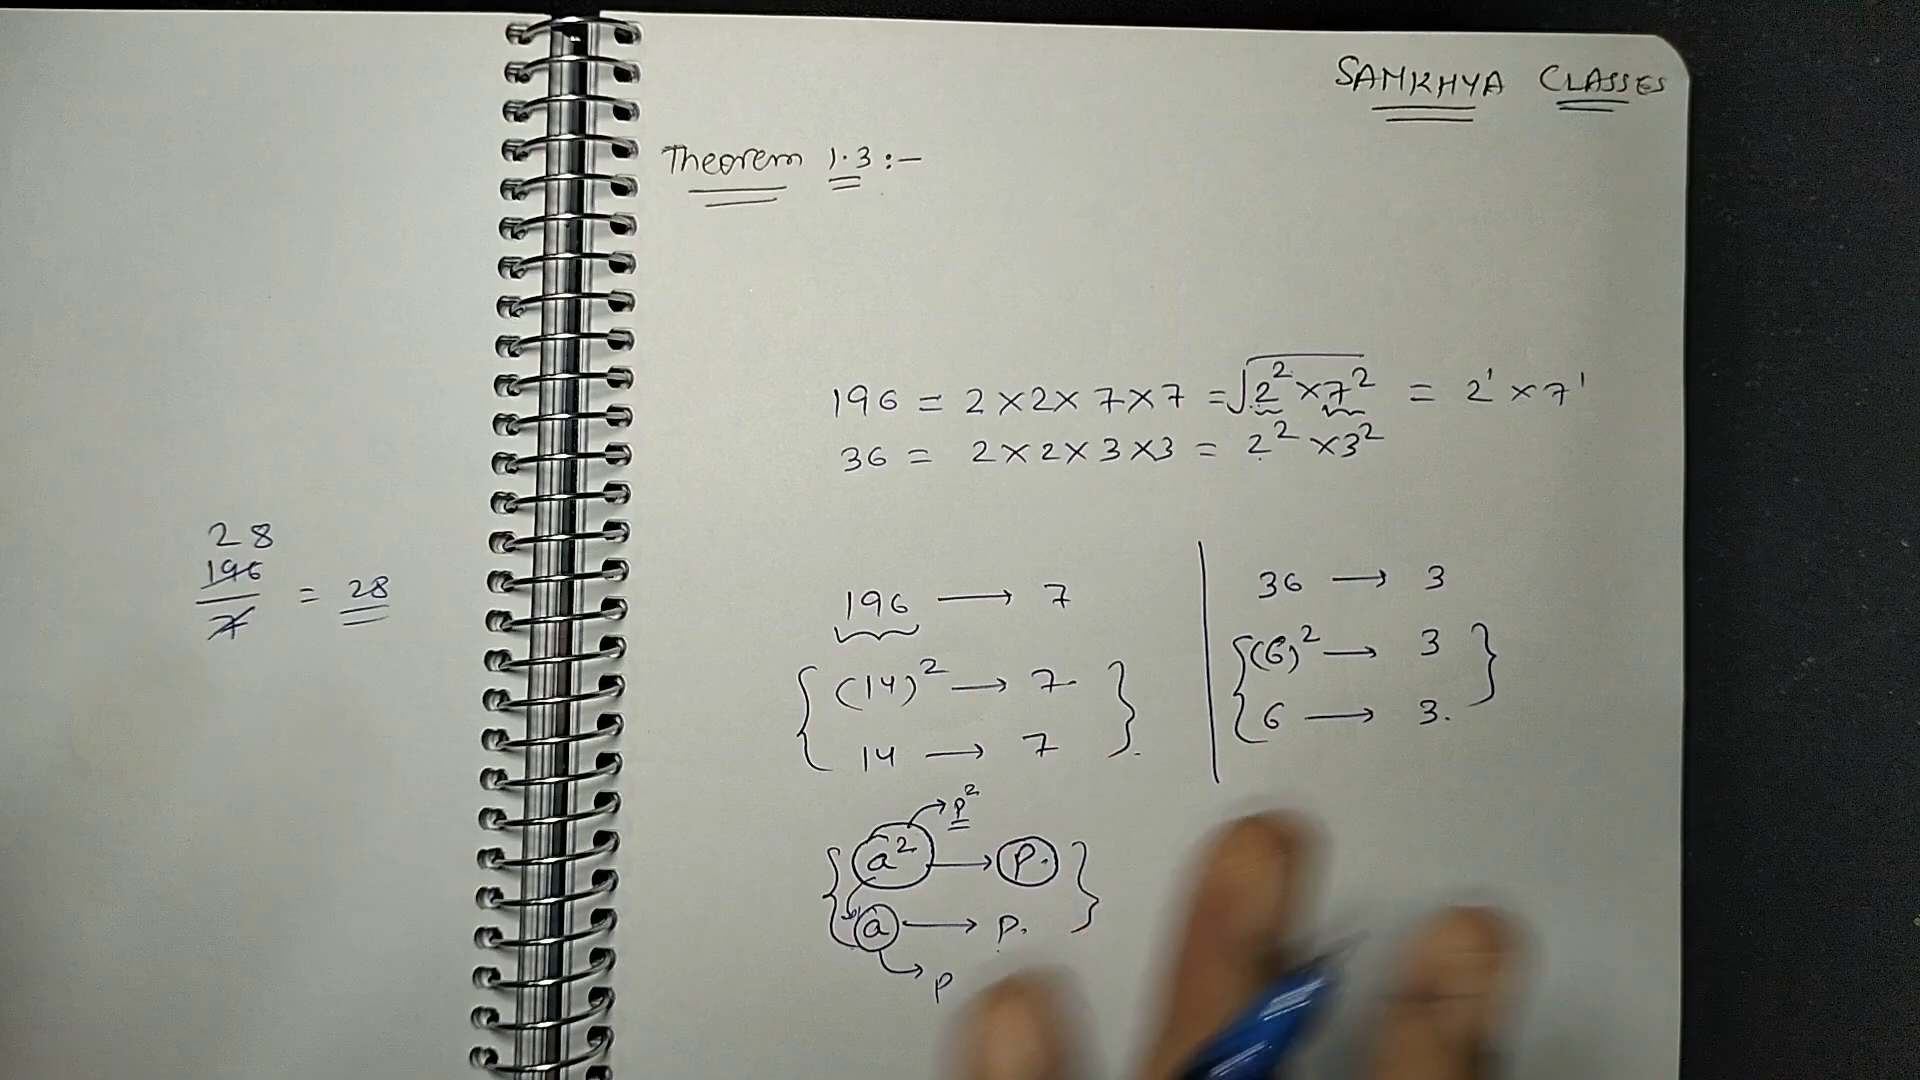 SAMKHYA CLASSES
Theorem 1.3 :-
196 = 2 × 2 × 7 × 7 = √2² × 7² = 2¹ × 7¹
36 = 2 × 2 × 3 × 3 = 2² × 3²
28
196
7
= 28
196 → 7
{ (14)² → 7
14 → 7 }
36 → 3
{ (6)² → 3
6 → 3. }
p²
{ a² → p.
a → p. }
p